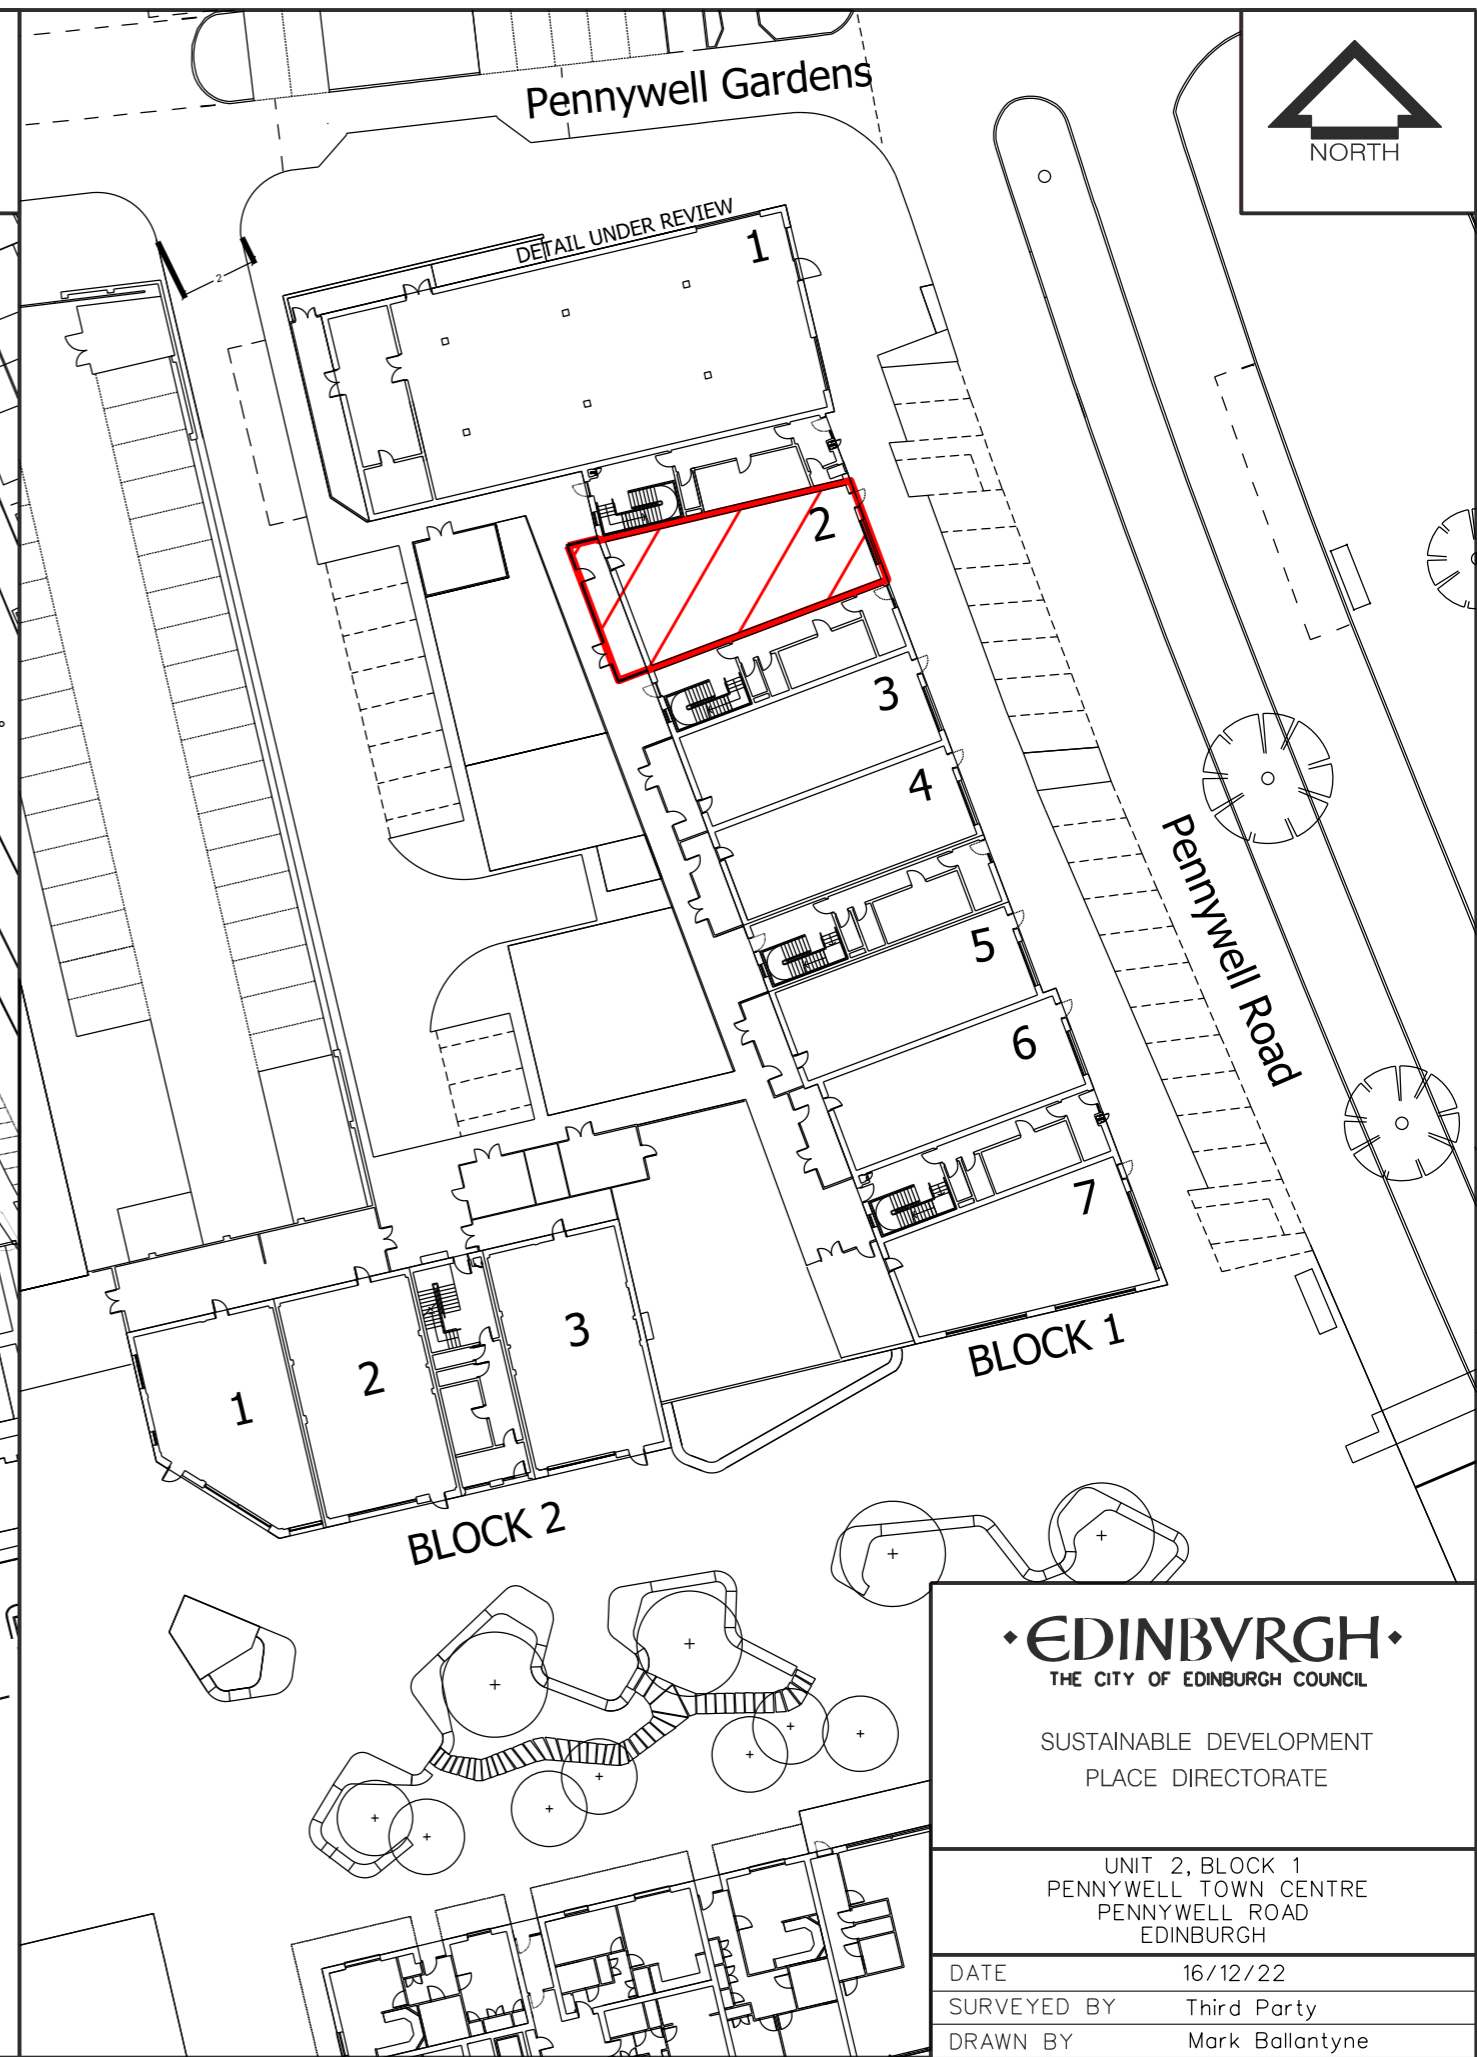 Pennywell Gardens
NORTH
DETAIL UNDER REVIEW
1
2
2
3
4
Pennywell Road
5
6
7
BLOCK 1
3
2
1
BLOCK 2
EDINBVRGH
THE CITY OF EDINBURGH COUNCIL
SUSTAINABLE DEVELOPMENT
PLACE DIRECTORATE
UNIT 2, BLOCK 1
PENNYWELL TOWN CENTRE
PENNYWELL ROAD
EDINBURGH
DATE 16/12/22
SURVEYED BY Third Party
DRAWN BY Mark Ballantyne